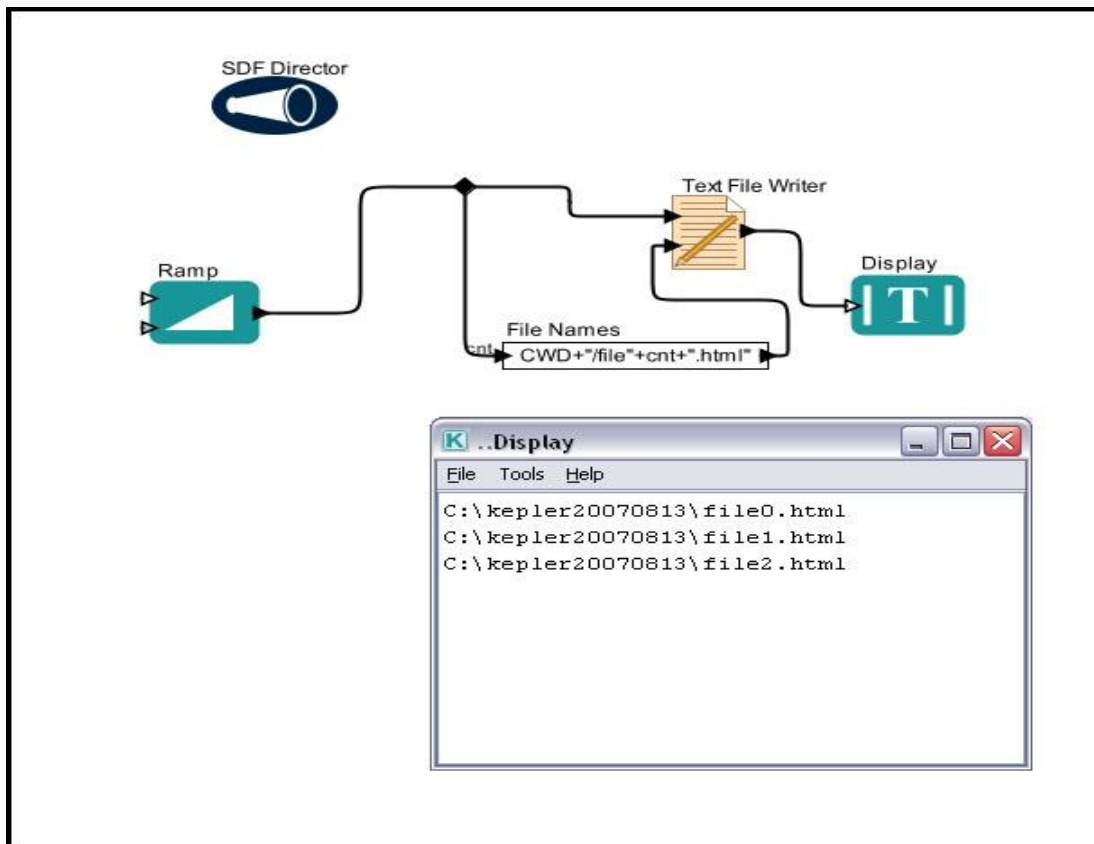 SDF Director
Text File Writer
Ramp
Display
T
File Names
cnt
CWD+"/file"+cnt+".html"
K ..Display
File Tools Help
C:\kepler20070813\file0.html
C:\kepler20070813\file1.html
C:\kepler20070813\file2.html